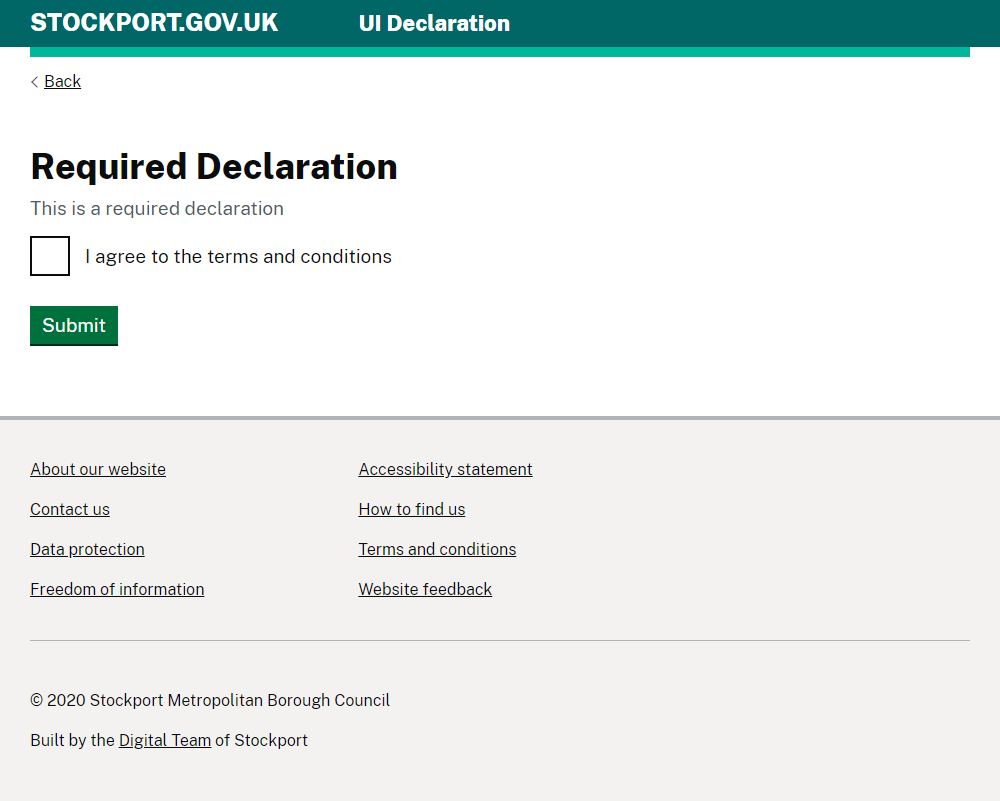 STOCKPORT.GOV.UK UI Declaration
Back
Required Declaration
This is a required declaration
I agree to the terms and conditions
Submit
About our website
Accessibility statement
Contact us
How to find us
Data protection
Terms and conditions
Freedom of information
Website feedback
© 2020 Stockport Metropolitan Borough Council
Built by the Digital Team of Stockport